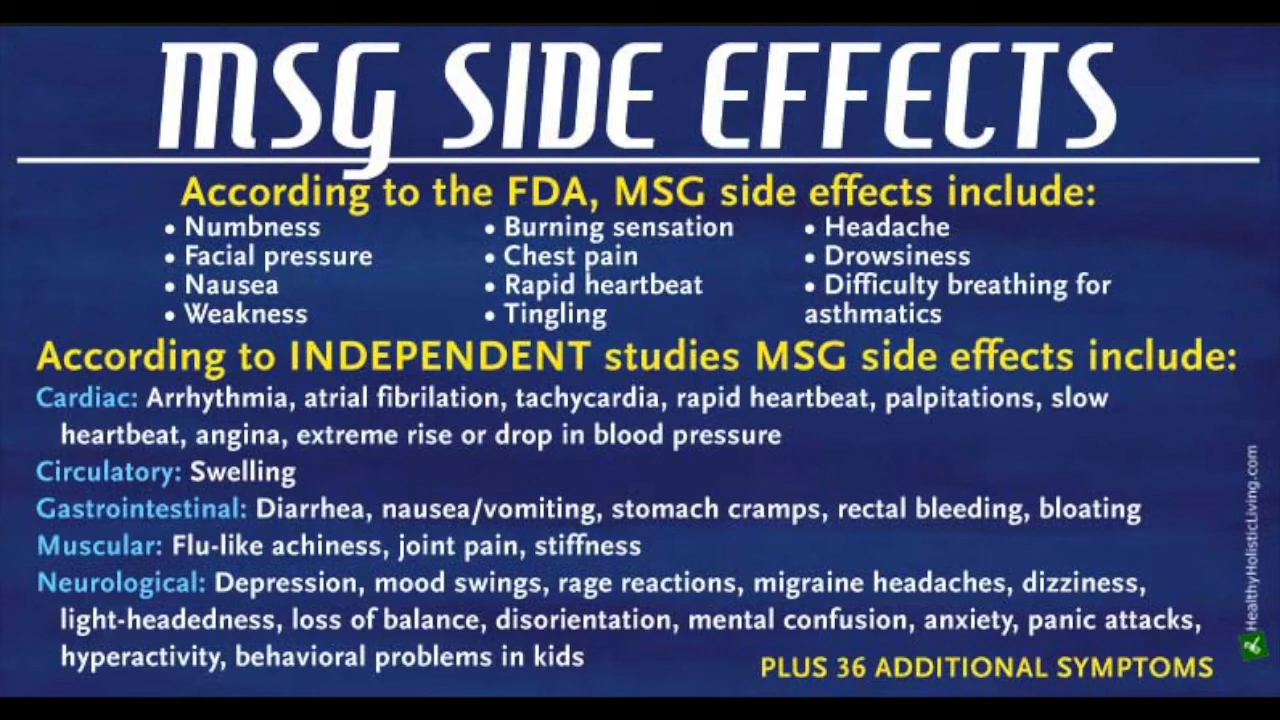 MSG SIDE EFFECTS
According to the FDA, MSG side effects include:
• Numbness
• Facial pressure
• Nausea
• Weakness
• Burning sensation
• Chest pain
• Rapid heartbeat
• Tingling
• Headache
• Drowsiness
• Difficulty breathing for
asthmatics
According to INDEPENDENT studies MSG side effects include:
Cardiac: Arrhythmia, atrial fibrilation, tachycardia, rapid heartbeat, palpitations, slow
heartbeat, angina, extreme rise or drop in blood pressure
Circulatory: Swelling
Gastrointestinal: Diarrhea, nausea/vomiting, stomach cramps, rectal bleeding, bloating
Muscular: Flu-like achiness, joint pain, stiffness
Neurological: Depression, mood swings, rage reactions, migraine headaches, dizziness,
light-headedness, loss of balance, disorientation, mental confusion, anxiety, panic attacks,
hyperactivity, behavioral problems in kids
PLUS 36 ADDITIONAL SYMPTOMS
HealthyHolisticLiving.com